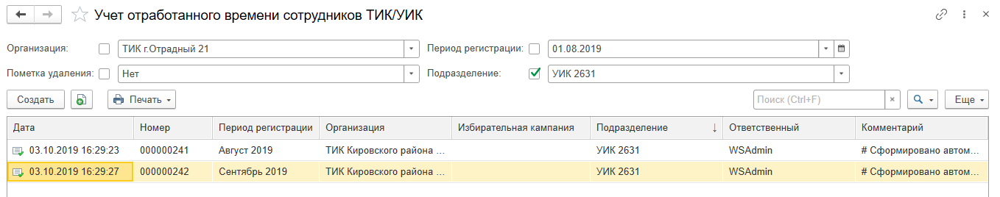 Учет отработанного времени сотрудников ТИК/УИК
Организация: ТИК г.Отрадный 21 Период регистрации: 01.08.2019
Пометка удаления: Нет Подразделение: УИК 2631
Создать Печать Поиск (Ctrl+F) Еще
Дата Номер Период регистрации Организация Избирательная кампания Подразделение Ответственный Комментарий
03.10.2019 16:29:23 000000241 Август 2019 ТИК Кировского района ... УИК 2631 WSAdmin # Сформировано автом...
03.10.2019 16:29:27 000000242 Сентябрь 2019 ТИК Кировского района ... УИК 2631 WSAdmin # Сформировано автом...